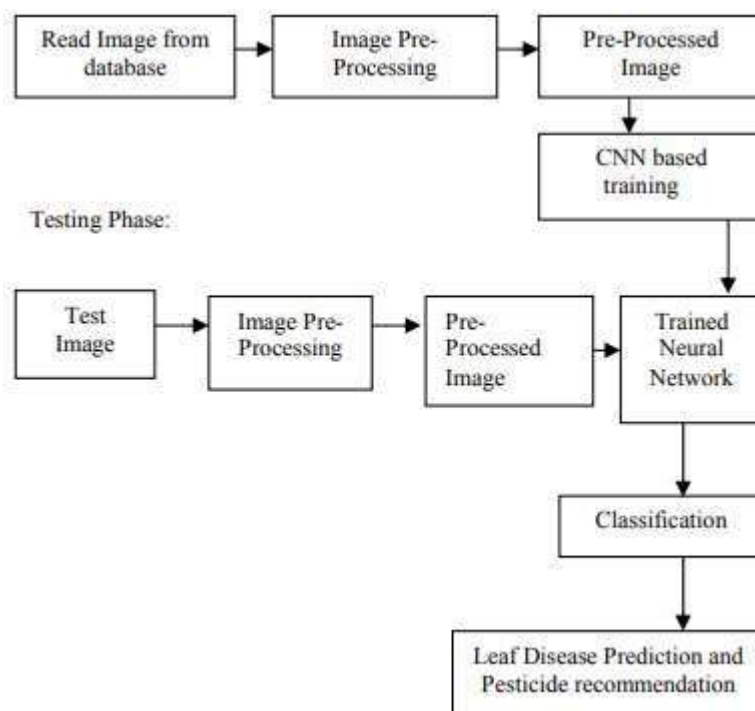 Read Image from
database
Image Pre-
Processing
Pre-Processed
Image
CNN based
training
Testing Phase:
Test
Image
Image Pre-
Processing
Pre-
Processed
Image
Trained
Neural
Network
Classification
Leaf Disease Prediction and
Pesticide recommendation